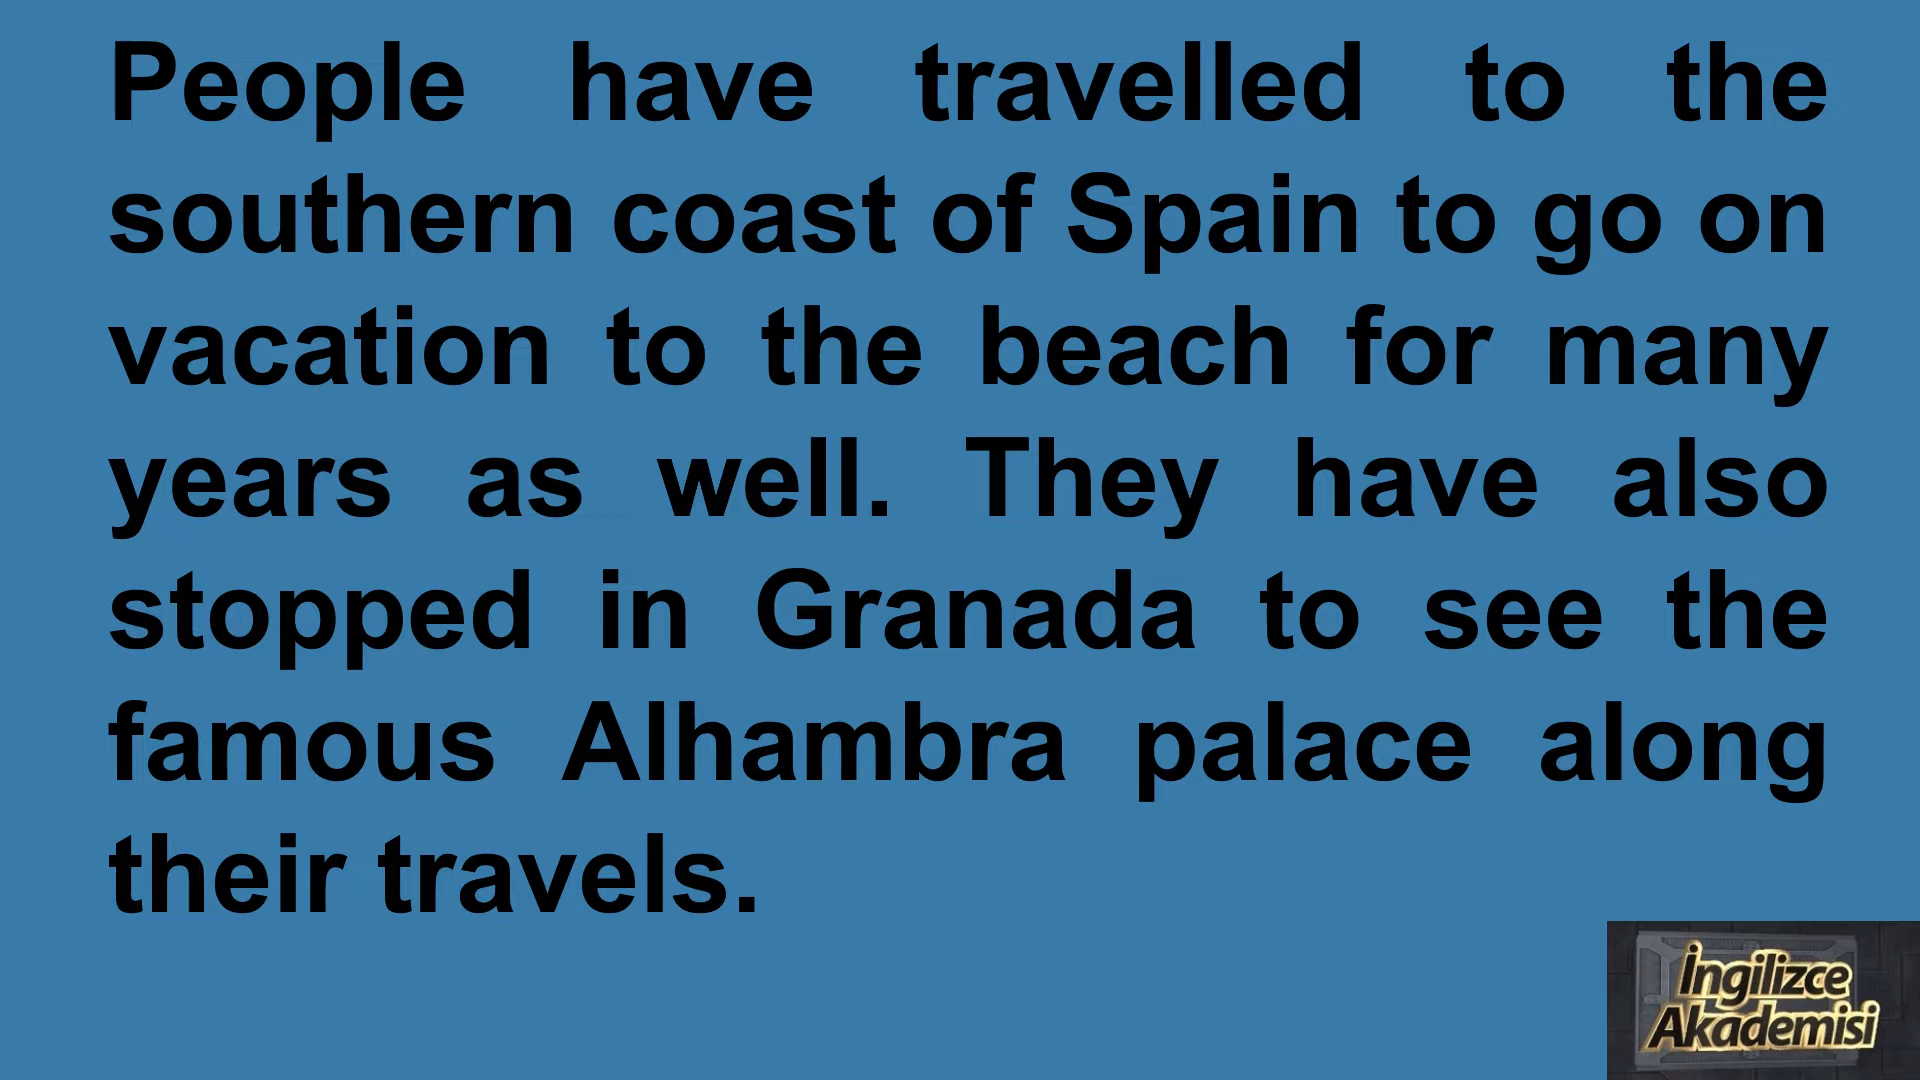 People have travelled to the
southern coast of Spain to go on
vacation to the beach for many
years as well. They have also
stopped in Granada to see the
famous Alhambra palace along
their travels.
İngilizce
Akademisi